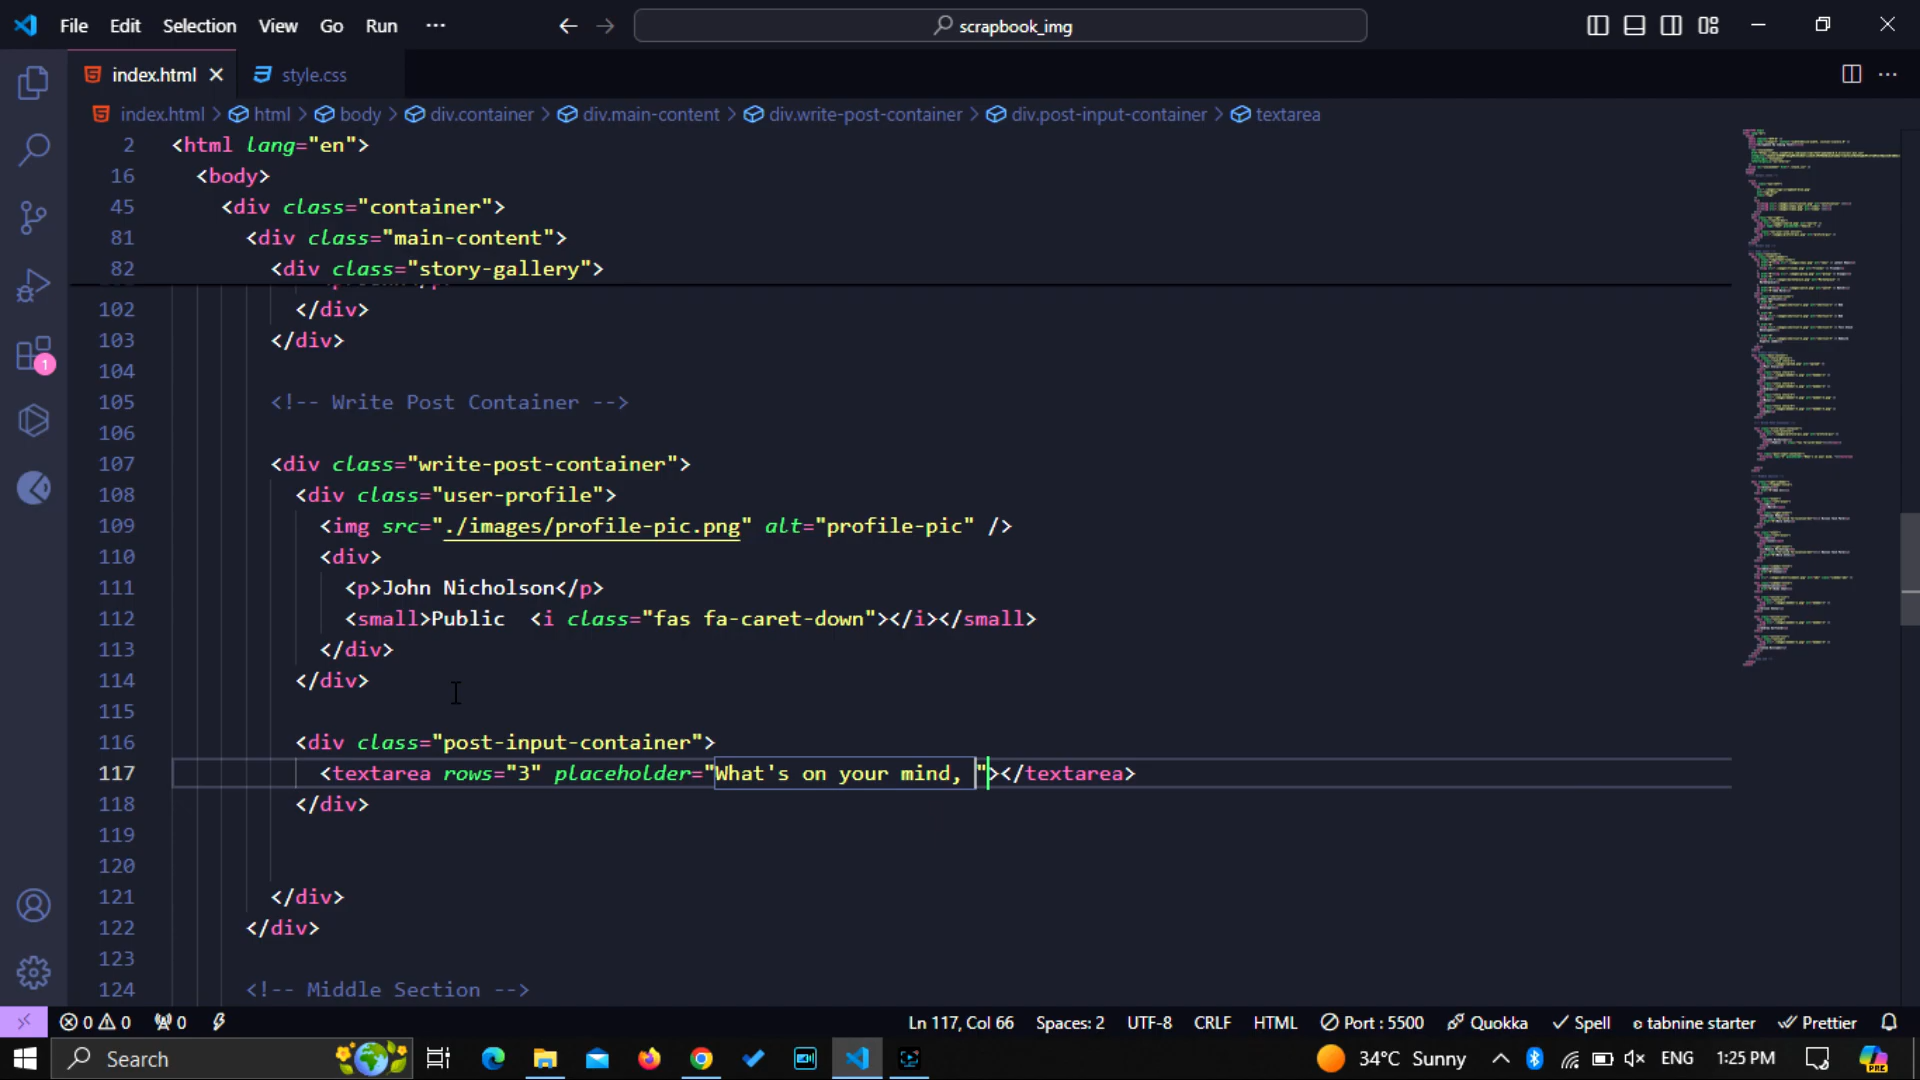 File Edit Selection View Go Run ··· scrapbook_img
index.html style.css
index.html > html > body > div.container > div.main-content > div.write-post-container > div.post-input-container > textarea
2 <html lang="en">
16 <body>
45 <div class="container">
81 <div class="main-content">
82 <div class="story-gallery">
102 </div>
103 </div>
104
105 <!-- Write Post Container -->
106
107 <div class="write-post-container">
108 <div class="user-profile">
109 <img src="./images/profile-pic.png" alt="profile-pic" />
110 <div>
111 <p>John Nicholson</p>
112 <small>Public  <i class="fas fa-caret-down"></i></small>
113 </div>
114 </div>
115
116 <div class="post-input-container">
117 <textarea rows="3" placeholder="What's on your mind, "></textarea>
118 </div>
119
120
121 </div>
122 </div>
123
124 <!-- Middle Section -->
1
0 0 0 Ln 117, Col 66 Spaces: 2 UTF-8 CRLF HTML Port : 5500 Quokka Spell tabnine starter Prettier
Search 34°C Sunny ENG 1:25 PM